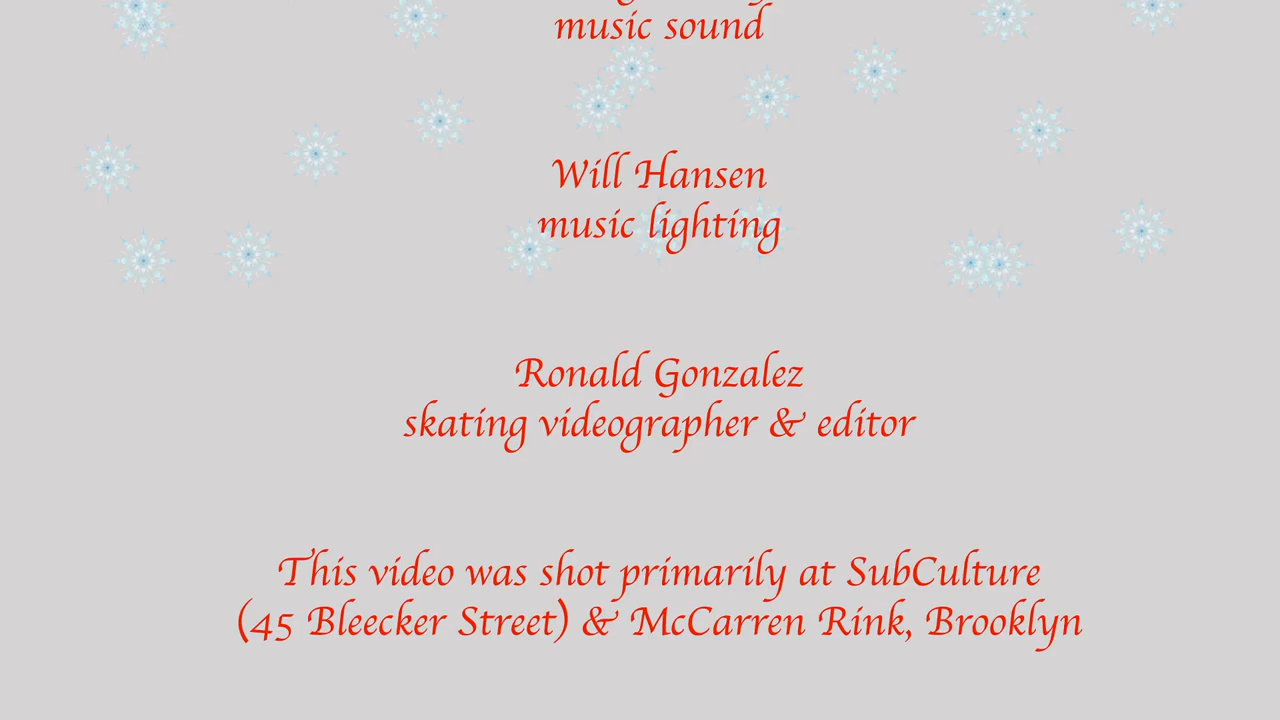 music sound
Will Hansen
music lighting
Ronald Gonzalez
skating videographer & editor
This video was shot primarily at SubCulture
(45 Bleecker Street) & McCarren Rink, Brooklyn